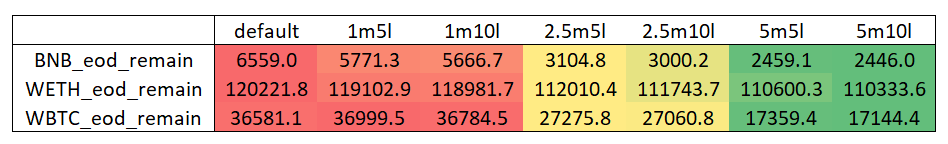 default 1m5l 1m10l 2.5m5l 2.5m10l 5m5l 5m10l
BNB_eod_remain 6559.0 5771.3 5666.7 3104.8 3000.2 2459.1 2446.0
WETH_eod_remain 120221.8 119102.9 118981.7 112010.4 111743.7 110600.3 110333.6
WBTC_eod_remain 36581.1 36999.5 36784.5 27275.8 27060.8 17359.4 17144.4